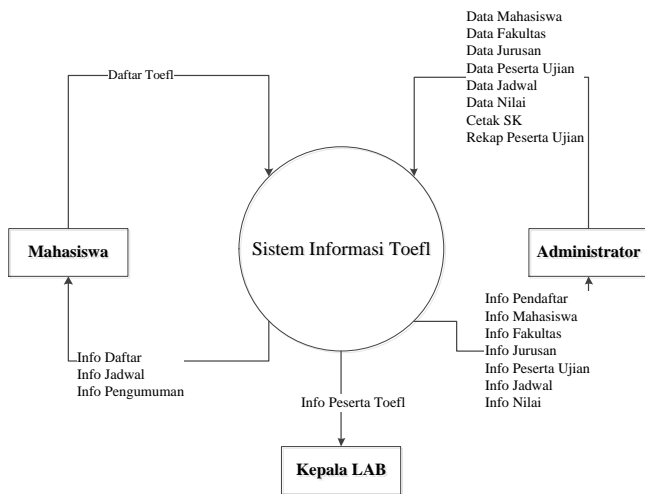 Data Mahasiswa
Data Fakultas
Data Jurusan
Data Peserta Ujian
Data Jadwal
Data Nilai
Cetak SK
Rekap Peserta Ujian
Daftar Toefl
Mahasiswa
Sistem Informasi Toefl
Administrator
Info Daftar
Info Jadwal
Info Pengumuman
Info Pendaftar
Info Mahasiswa
Info Fakultas
Info Jurusan
Info Peserta Ujian
Info Jadwal
Info Nilai
Info Peserta Toefl
Kepala LAB